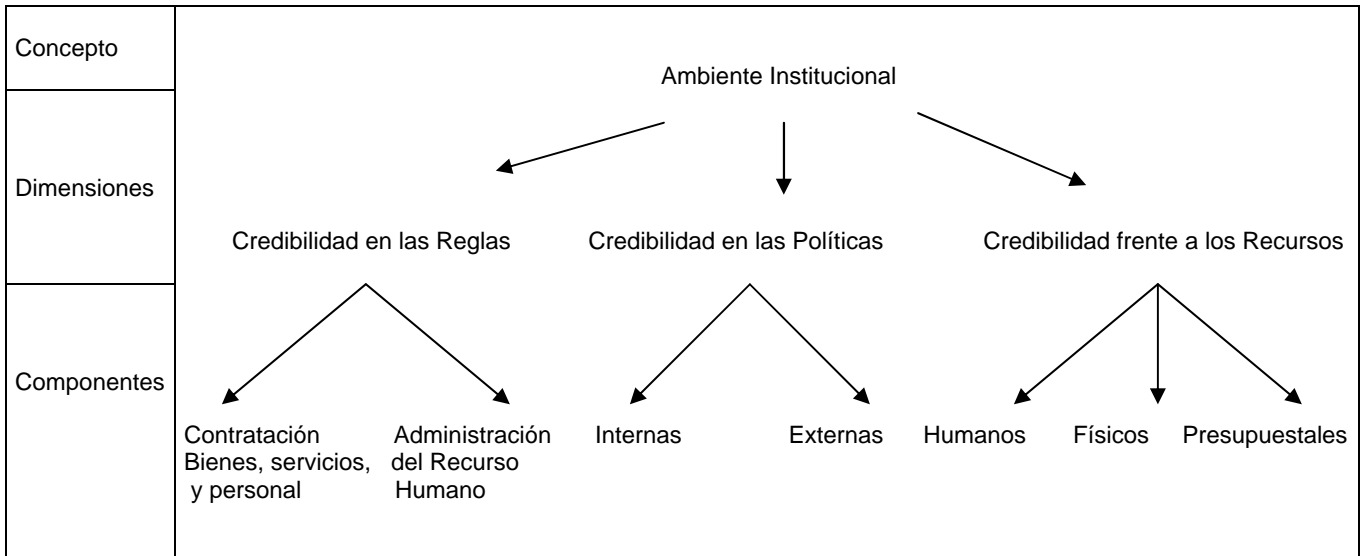 Concepto
Ambiente Institucional
Dimensiones
Credibilidad en las Reglas Credibilidad en las Políticas Credibilidad frente a los Recursos
Componentes
Contratación Administración Internas Externas Humanos Físicos Presupuestales
Bienes, servicios, del Recurso
y personal Humano